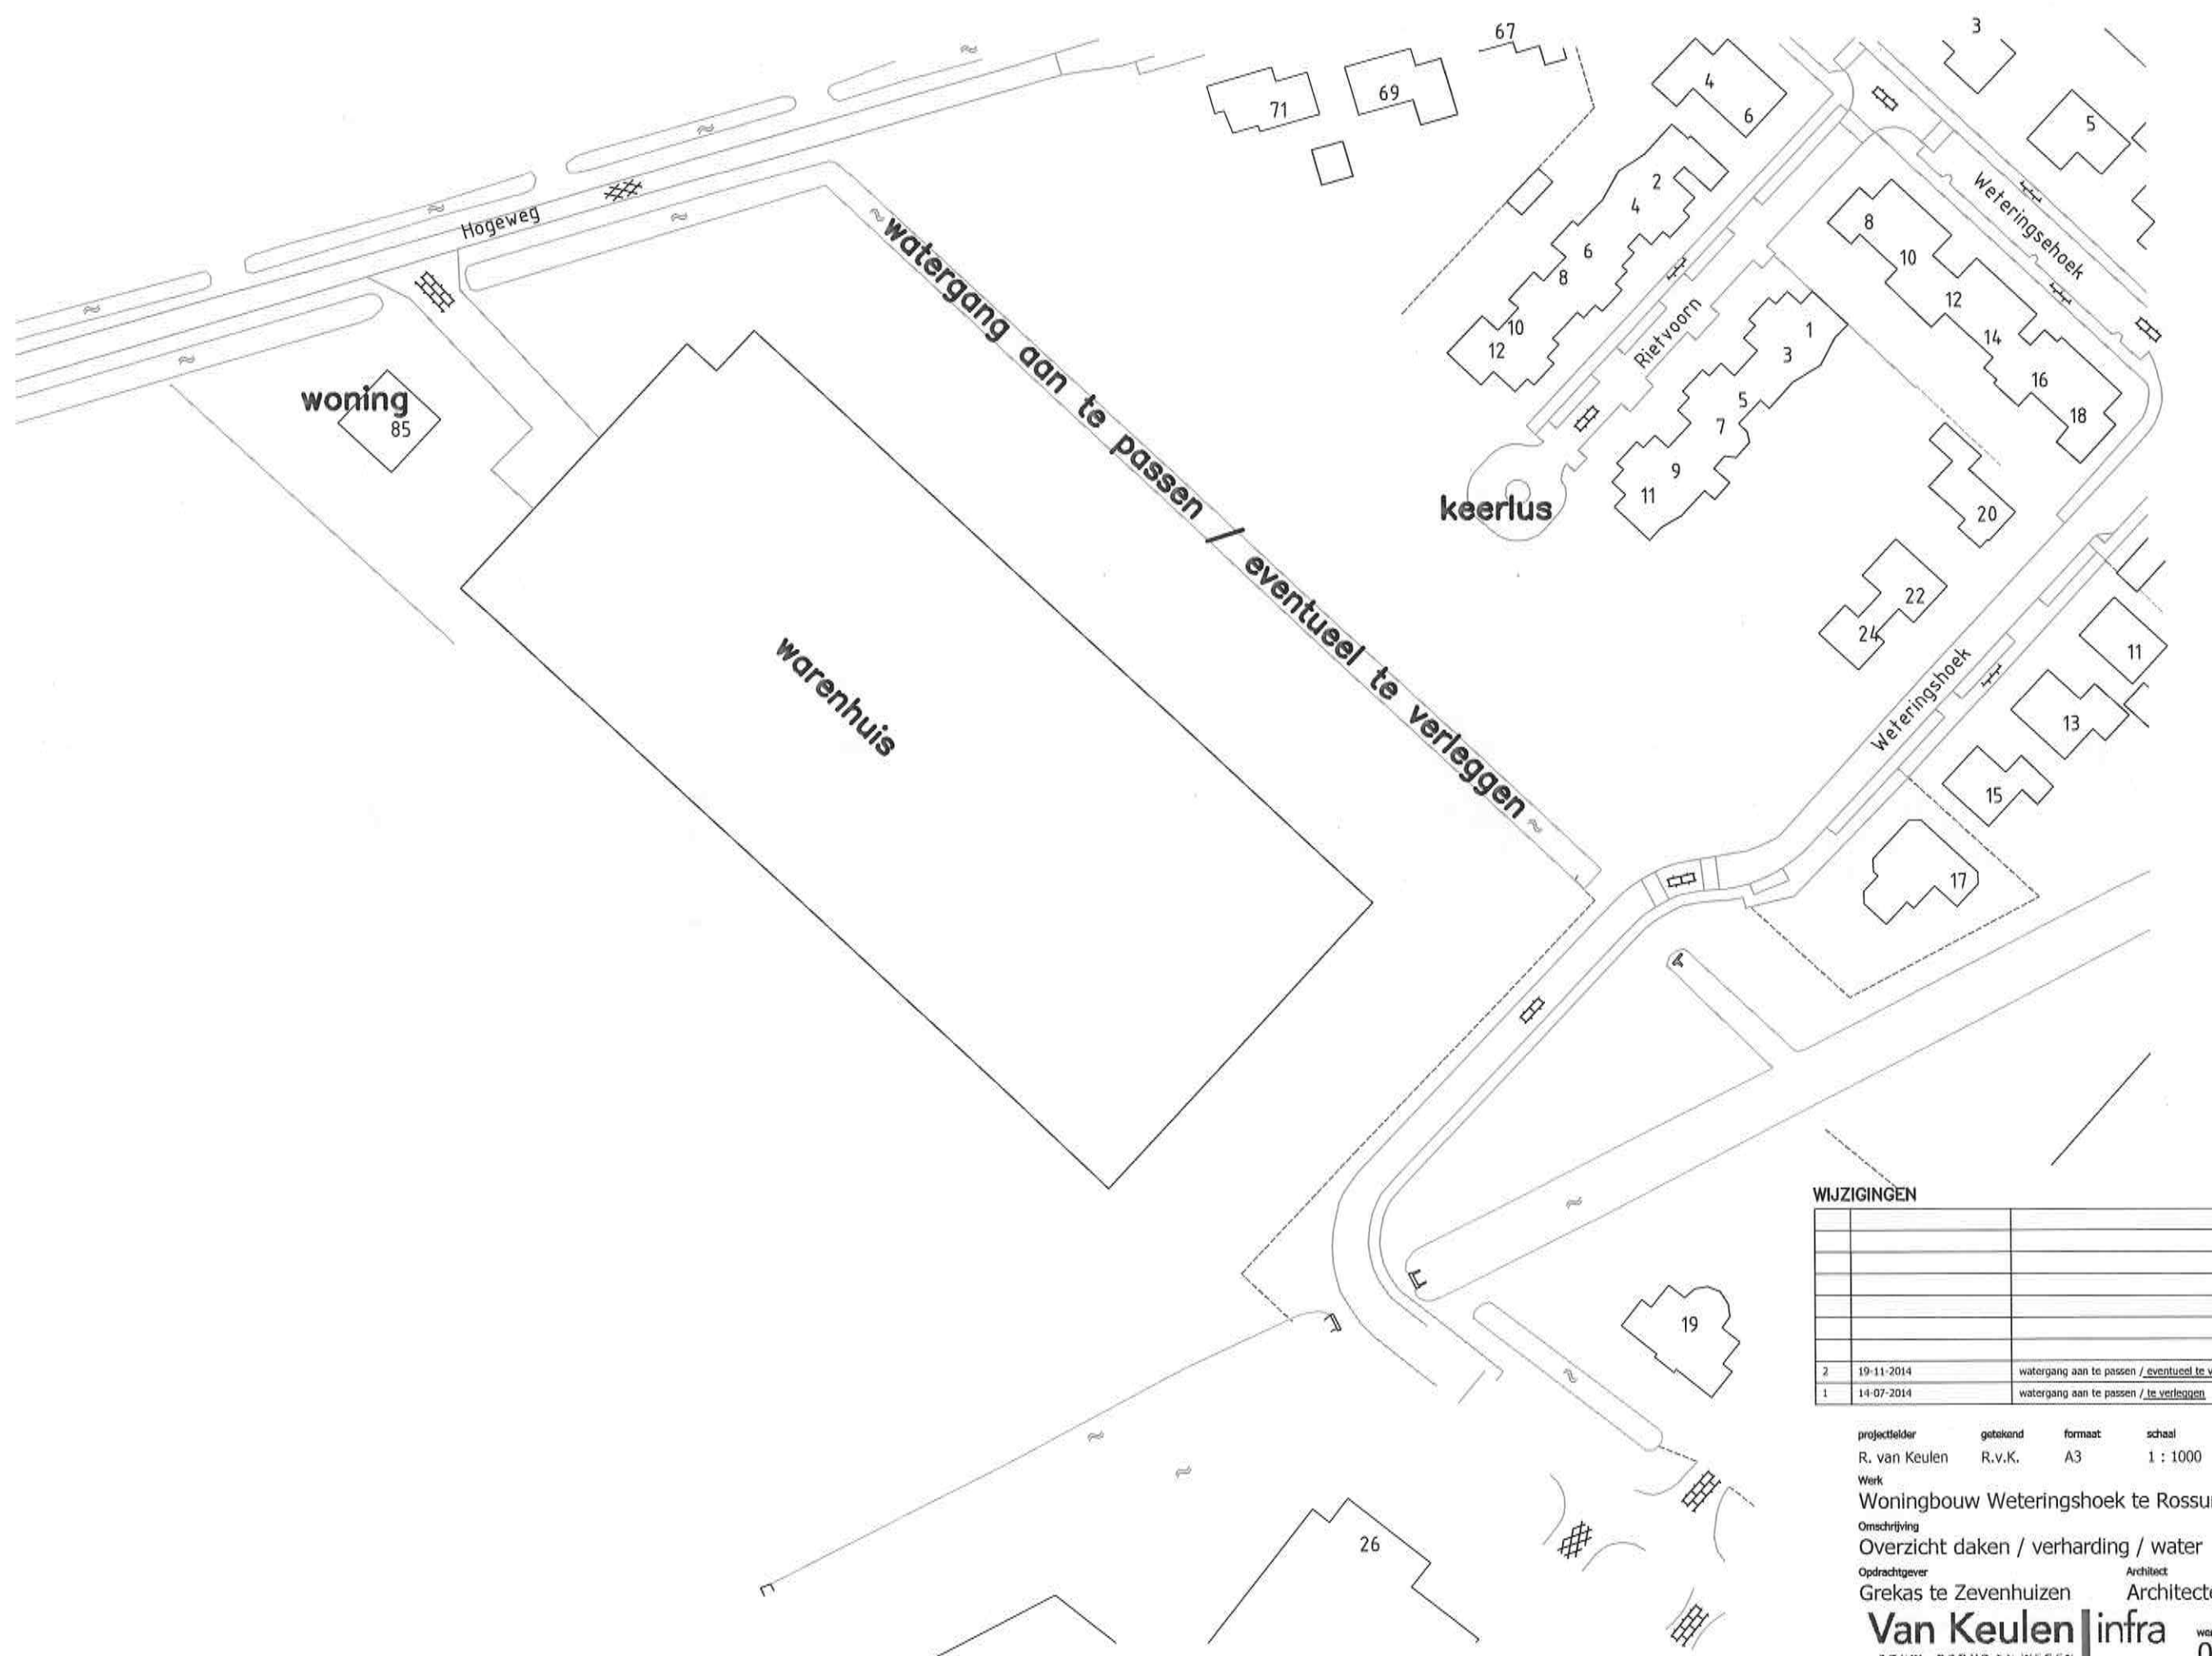 67
3
4
6
71
69
5
2
4
6
8
10
12
Hogeweg
Weteringsehoek
8
10
12
14
16
18
Rietvoorn
1
3
5
7
9
11
woning
85
watergang aan te passen / eventueel te verleggen
keerlus
20
22
24
warenhuis
Weteringshoek
11
13
15
17
19
26
WIJZIGINGEN
2 19-11-2014 watergang aan te passen / eventueel te
1 14-07-2014 watergang aan te passen / te verleggen
projectleider getekend formaat schaal
R. van Keulen R.v.K. A3 1 : 1000
Werk
Woningbouw Weteringshoek te
Omschrijving
Overzicht daken / verharding / water
Opdrachtgever Architect
Grekas te Zevenhuizen
Van Keulen infra